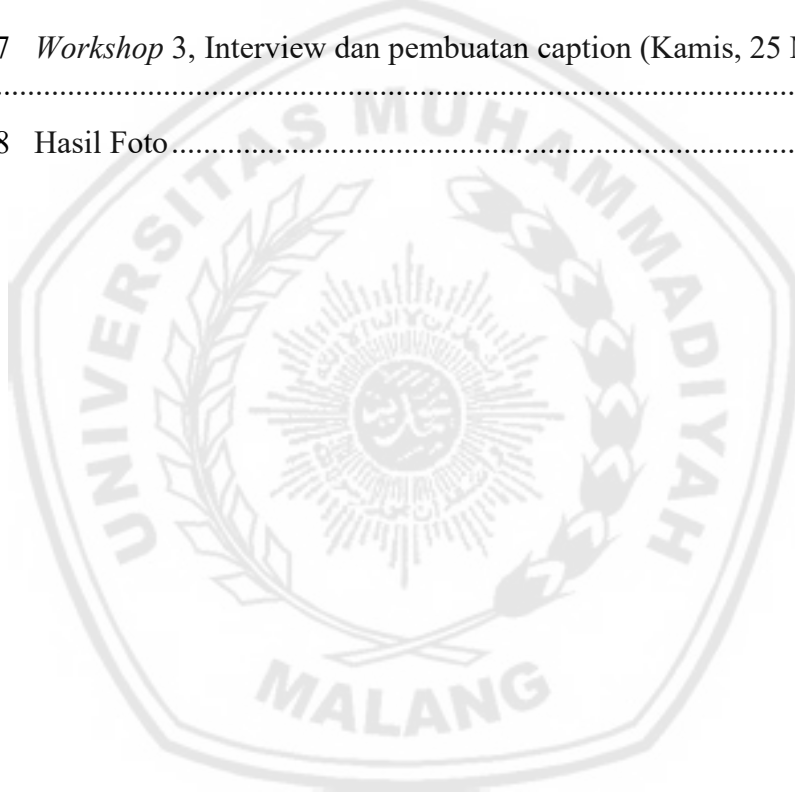 7 Workshop 3, Interview dan pembuatan caption (Kamis, 25
....................................................................................................
8 Hasil Foto..............................................................................
UNIVERSITAS MUHAMMADIYAH
MALANG